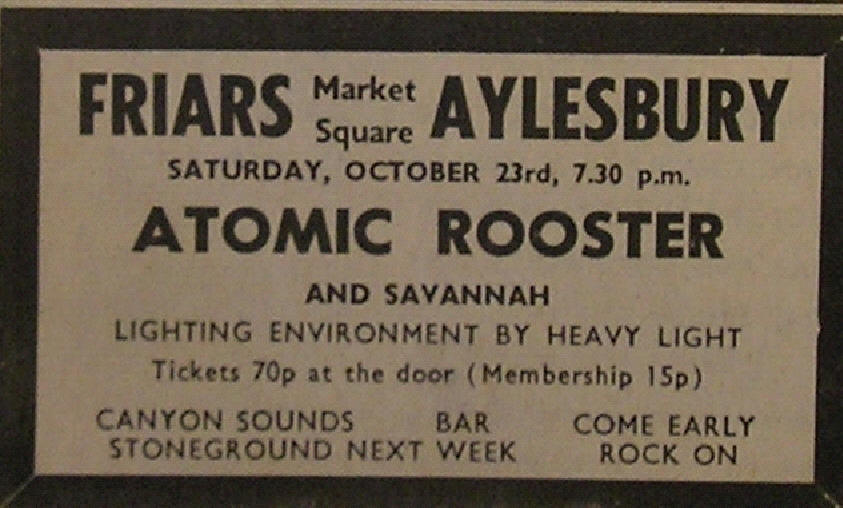 FRIARS Market Square AYLESBURY
SATURDAY, OCTOBER 23rd, 7.30 p.m.
ATOMIC ROOSTER
AND SAVANNAH
LIGHTING ENVIRONMENT BY HEAVY LIGHT
Tickets 70p at the door (Membership 15p)
CANYON SOUNDS BAR COME EARLY
STONEGROUND NEXT WEEK ROCK ON